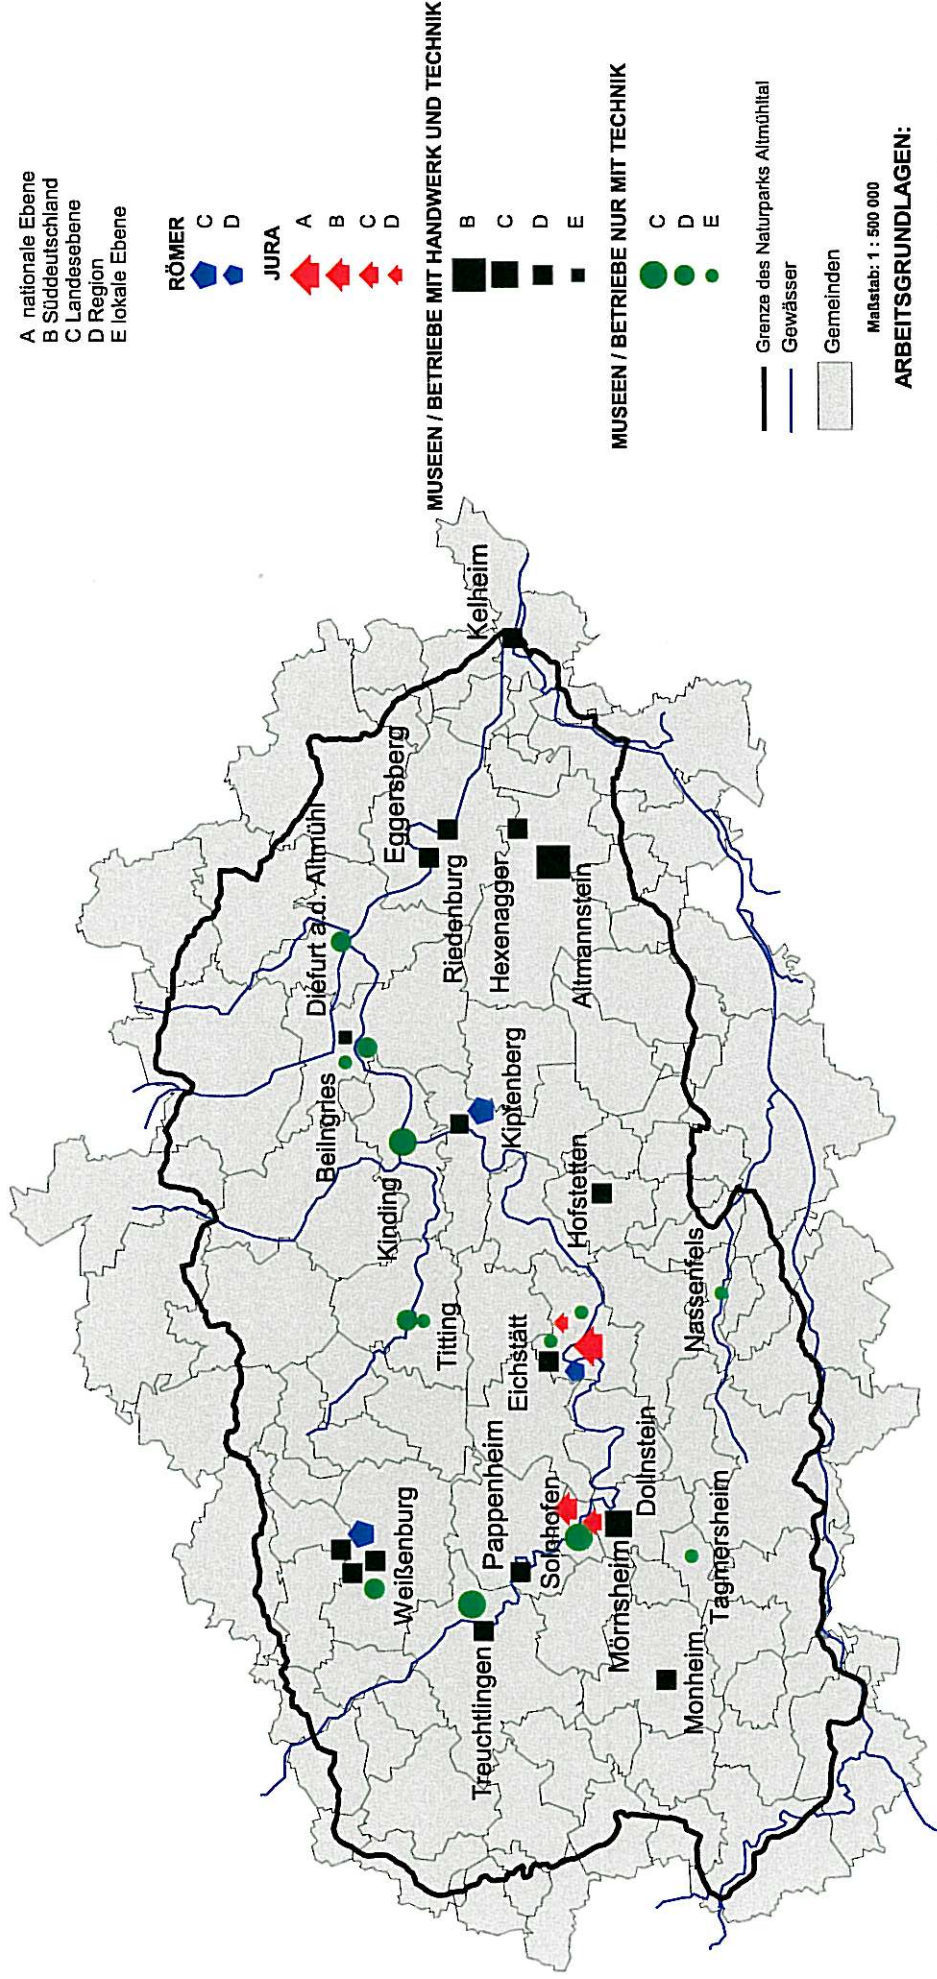 A nationale Ebene
B Süddeutschland
C Landesebene
D Region
E lokale Ebene
RÖMER
C
D
JURA
A
B
C
D
MUSEEN / BETRIEBE MIT HANDWERK UND TECHNIK
B
C
D
E
MUSEEN / BETRIEBE NUR MIT TECHNIK
C
D
E
Grenze des Naturparks Altmühltal
Gewässer
Gemeinden
Maßstab: 1 : 500 000
ARBEITSGRUNDLAGEN:
Kelheim
Eggersberg
Diefurt a.d. Altmühl
Riedenburg
Hexenagger
Altmannstein
Beilngries
Kipfenberg
Kinding
Hofstetten
Nassenfels
Titting
Eichstätt
Pappenheim
Dollnstein
Solnhofen
Weißenburg
Tagmersheim
Mörnsheim
Monheim
Treuchtlingen